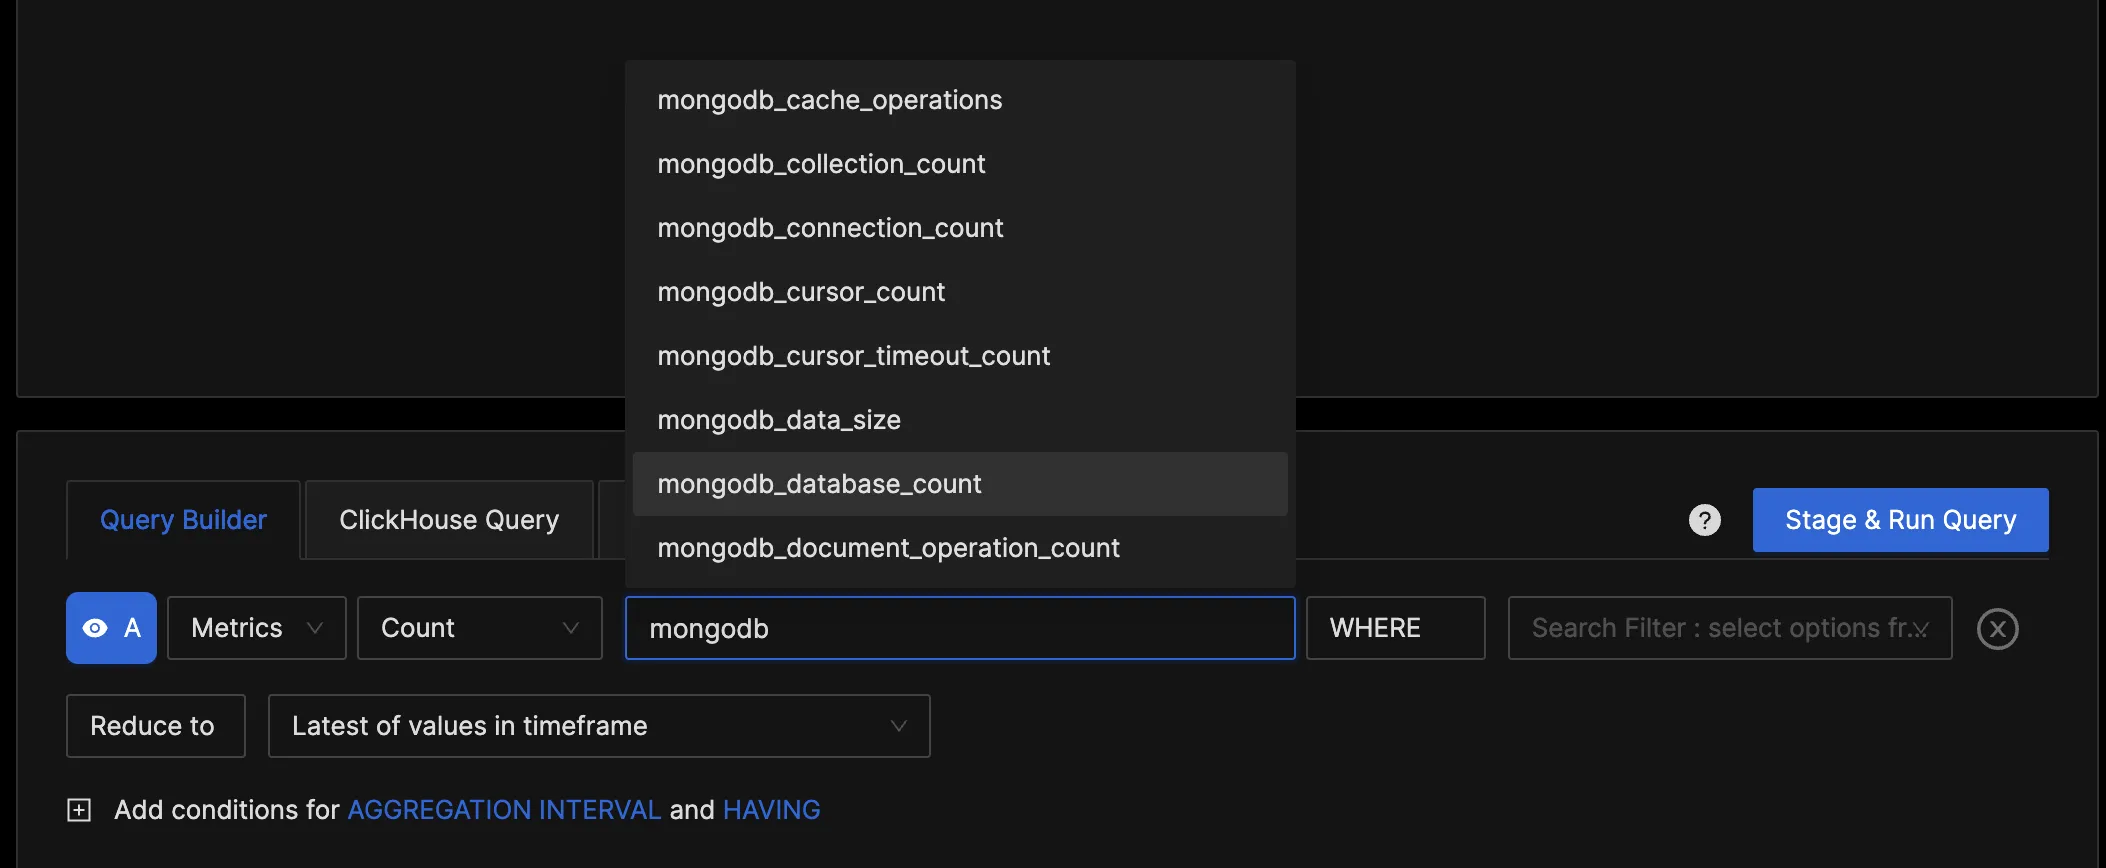 mongodb_cache_operations
mongodb_collection_count
mongodb_connection_count
mongodb_cursor_count
mongodb_cursor_timeout_count
mongodb_data_size
mongodb_database_count
mongodb_document_operation_count
Query Builder ClickHouse Query ? Stage & Run Query
A Metrics Count mongodb WHERE Search Filter : select options fr...
Reduce to Latest of values in timeframe
Add conditions for AGGREGATION INTERVAL and HAVING